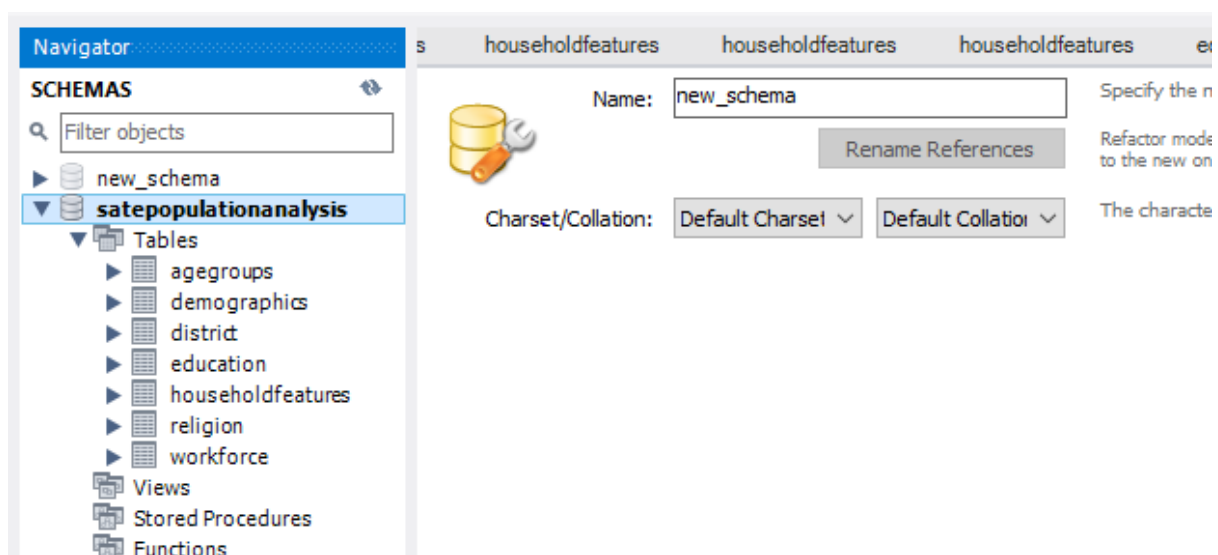 Navigator
SCHEMAS
Filter objects
new_schema
satepopulationanalysis
Tables
agegroups
demographics
district
education
householdfeatures
religion
workforce
Views
Stored Procedures
Functions
s householdfeatures householdfeatures householdfeatures
Name: new_schema Specify the n
Rename References Refactor mode
to the new on
Charset/Collation: Default Charset Default Collation The characte